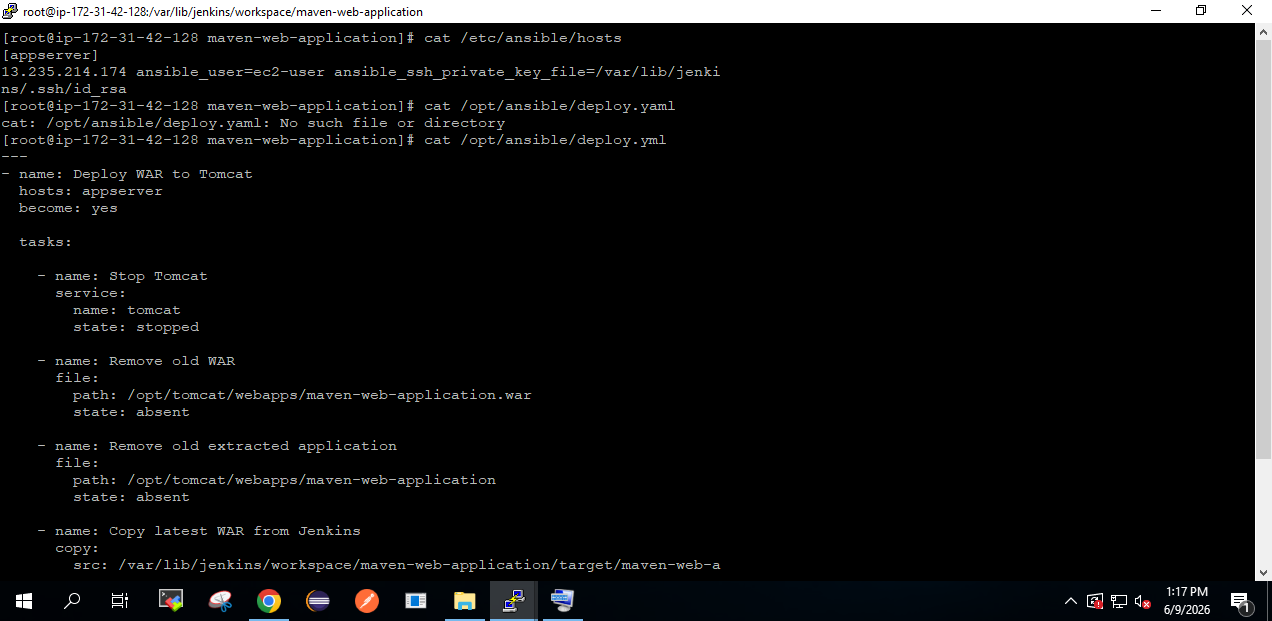 root@ip-172-31-42-128:/var/lib/jenkins/workspace/maven-web-application
[root@ip-172-31-42-128 maven-web-application]# cat /etc/ansible/hosts
[appserver]
13.235.214.174 ansible_user=ec2-user ansible_ssh_private_key_file=/var/lib/jenki
ns/.ssh/id_rsa
[root@ip-172-31-42-128 maven-web-application]# cat /opt/ansible/deploy.yaml
cat: /opt/ansible/deploy.yaml: No such file or directory
[root@ip-172-31-42-128 maven-web-application]# cat /opt/ansible/deploy.yml
---
- name: Deploy WAR to Tomcat
  hosts: appserver
  become: yes

  tasks:

    - name: Stop Tomcat
      service:
        name: tomcat
        state: stopped

    - name: Remove old WAR
      file:
        path: /opt/tomcat/webapps/maven-web-application.war
        state: absent

    - name: Remove old extracted application
      file:
        path: /opt/tomcat/webapps/maven-web-application
        state: absent

    - name: Copy latest WAR from Jenkins
      copy:
        src: /var/lib/jenkins/workspace/maven-web-application/target/maven-web-a
1:17 PM
6/9/2026
1